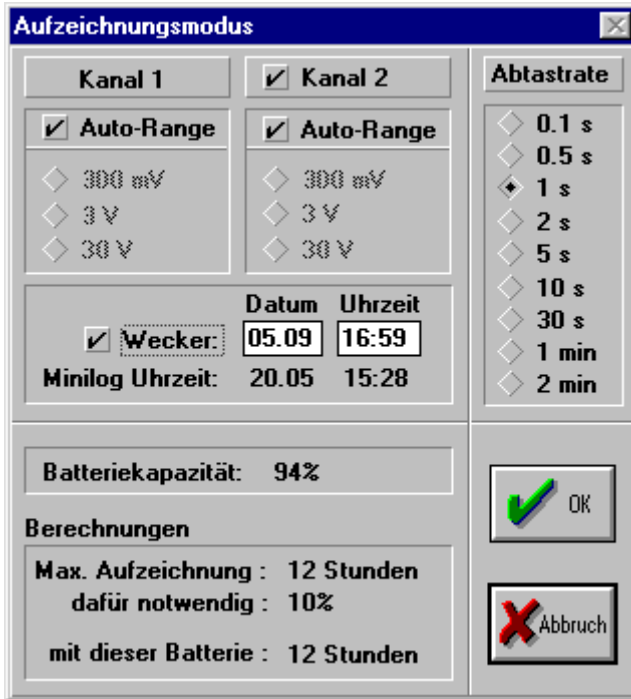 Aufzeichnungsmodus
Kanal 1
Kanal 2
Auto-Range
300 mV
3 V
30 V
Auto-Range
300 mV
3 V
30 V
Datum Uhrzeit
Wecker: 05.09 16:59
Minilog Uhrzeit: 20.05 15:28
Abtastrate
0.1 s
0.5 s
1 s
2 s
5 s
10 s
30 s
1 min
2 min
Batteriekapazität: 94%
Berechnungen
Max. Aufzeichnung : 12 Stunden
dafür notwendig : 10%
mit dieser Batterie : 12 Stunden
OK
Abbruch